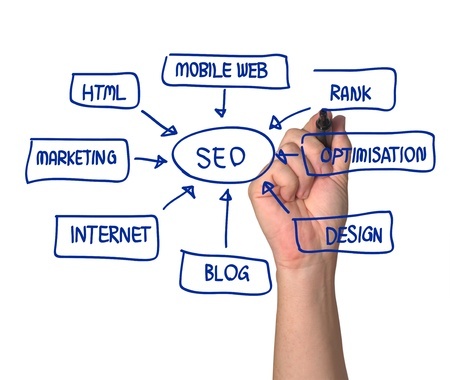 MOBILE WEB
HTML
RANK
MARKETING
SEO
OPTIMISATION
INTERNET
DESIGN
BLOG